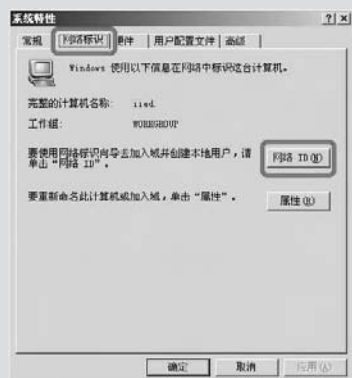 系统特性
常规 网络标识 硬件 用户配置文件 高级
Windows 使用以下信息在网络中标识这台计算机。
完整的计算机名称: iied.
工作组: WORKGROUP
要使用网络标识向导去加入域并创建本地用户，请
单击“网络 ID”。
网络 ID(N)
要重新命名此计算机或加入域，单击“属性”.
属性(R)
确定 取消 应用(A)